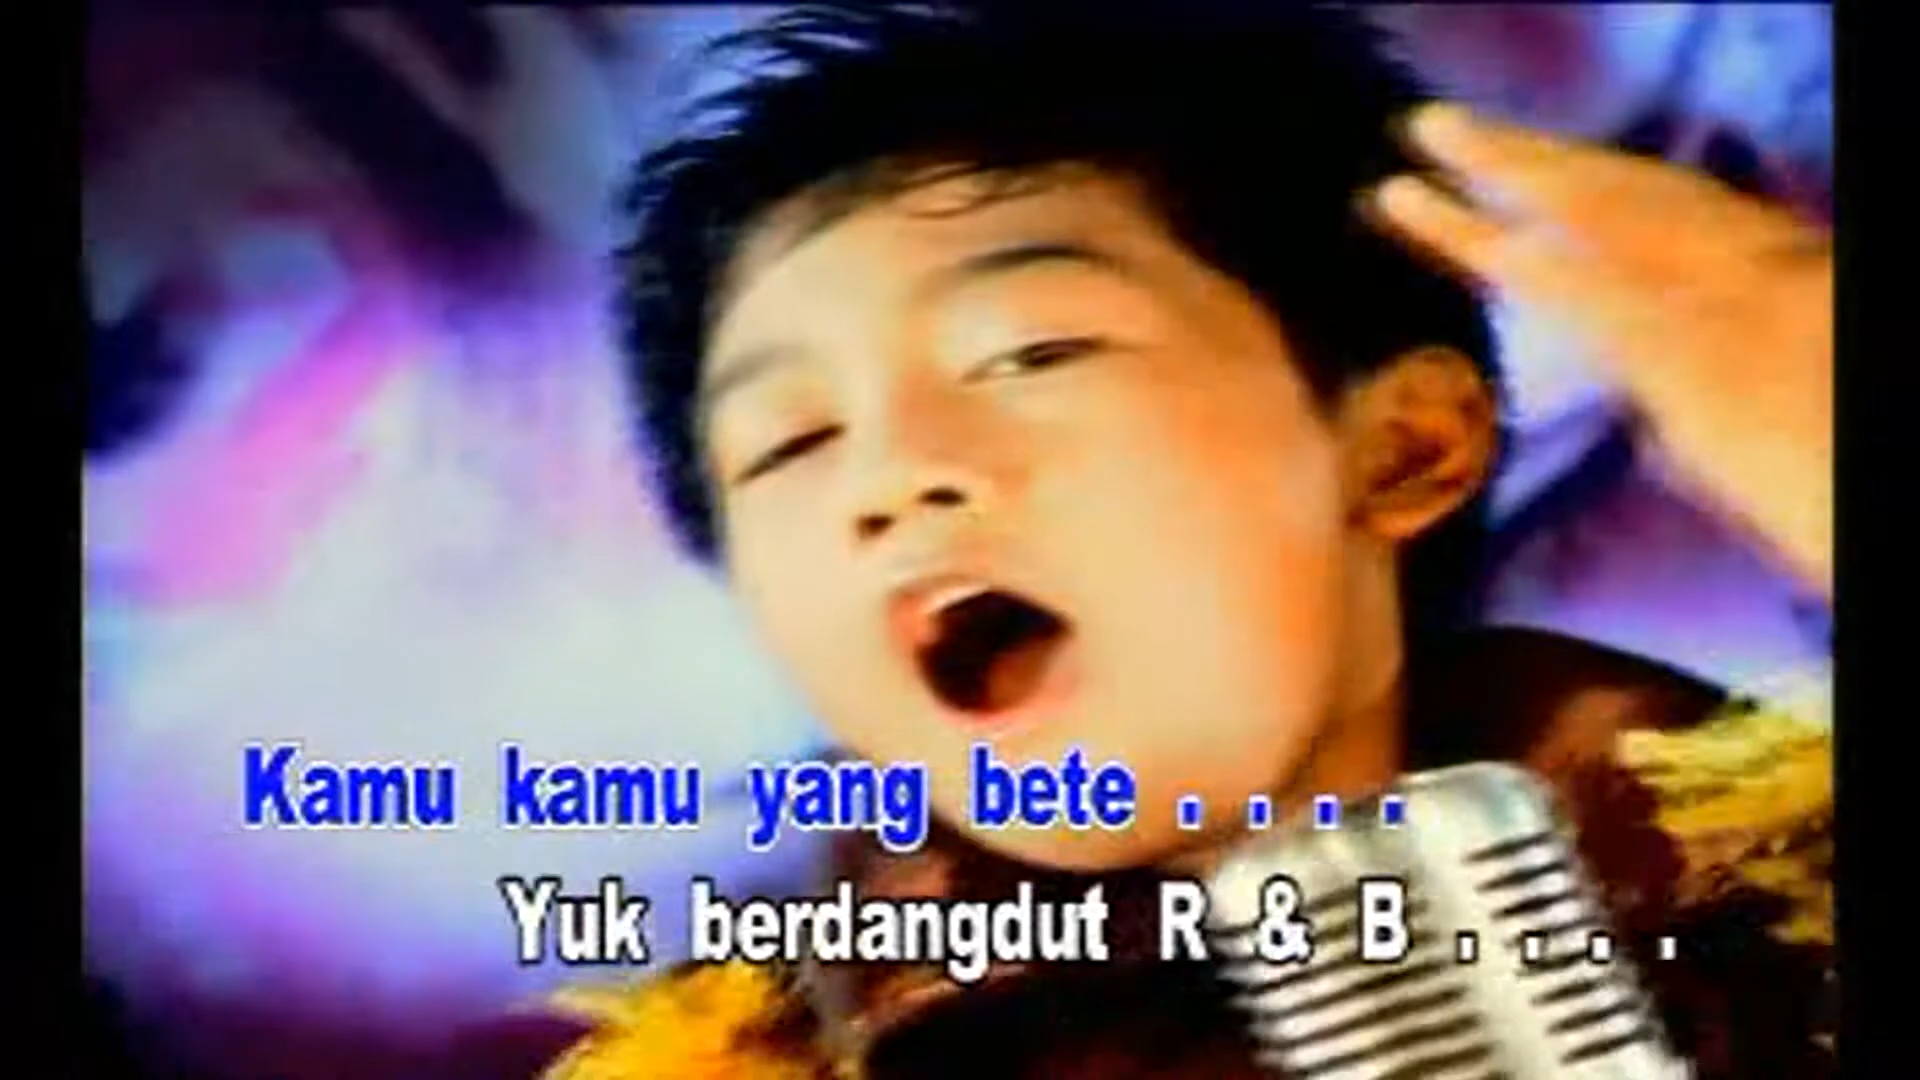 Kamu kamu yang bete . . . .
Yuk berdangdut R & B . . . .